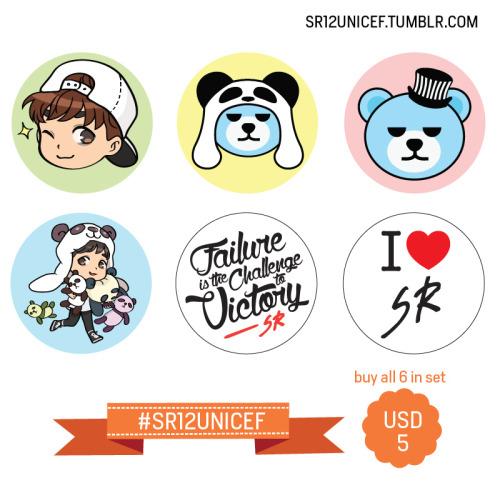 SR12UNICEF.TUMBLR.COM
Failure
is the Challenge
to
Victory
SR
I
SR
buy all 6 in set
#SR12UNICEF
USD
5